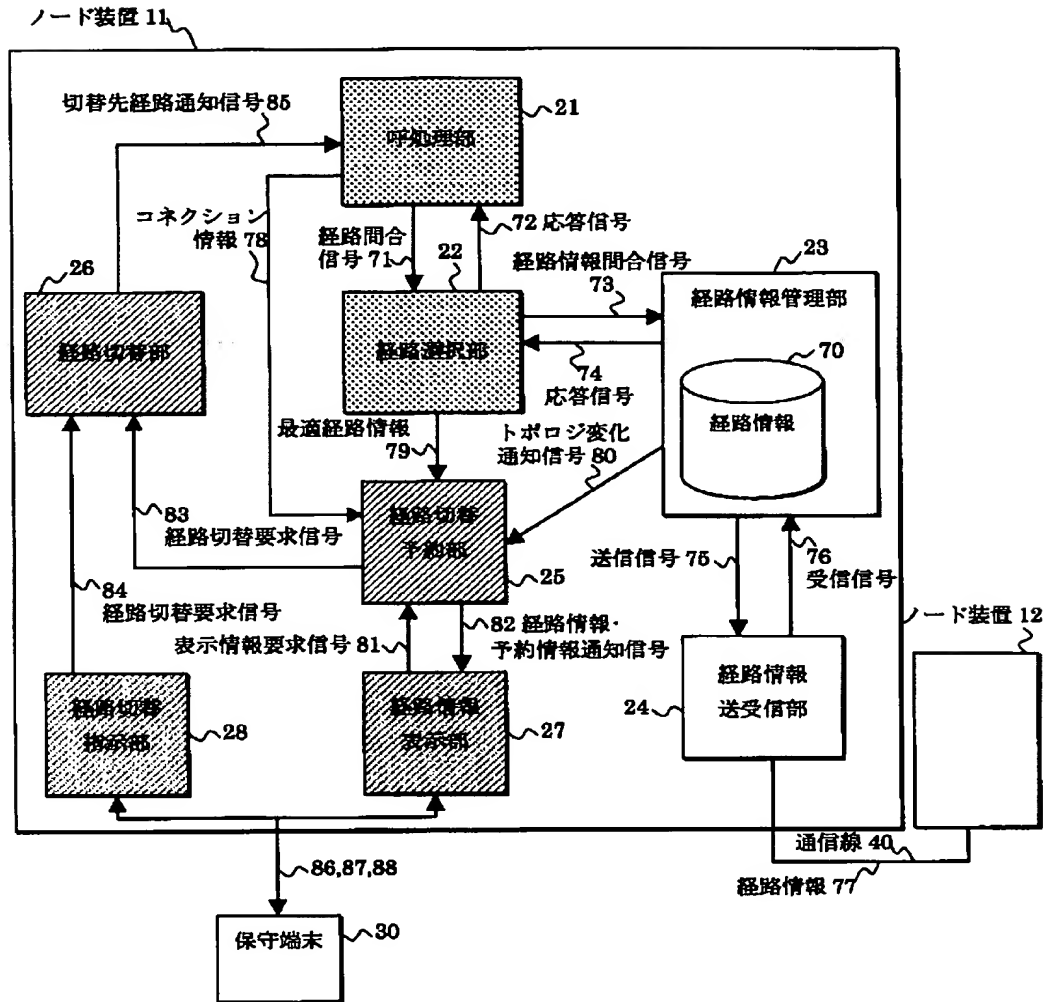 ノード装置 11
切替先経路通知信号 85
21
呼処理部
コネクション
情報 78
経路問合
信号 71
72 応答信号
22
経路情報問合信号
73
23
経路情報管理部
26
経路切替部
経路選択部
74
応答信号
70
経路情報
最適経路情報
79
トポロジ変化
通知信号 80
83
経路切替要求信号
経路切替
予約部
25
送信信号 75
76
受信信号
84
経路切替要求信号
表示情報要求信号 81
82 経路情報・
予約情報通知信号
ノード装置 12
経路切替
指示部
28
経路情報
表示部
27
24
経路情報
送受信部
通信線 40
経路情報 77
86,87,88
保守端末
30